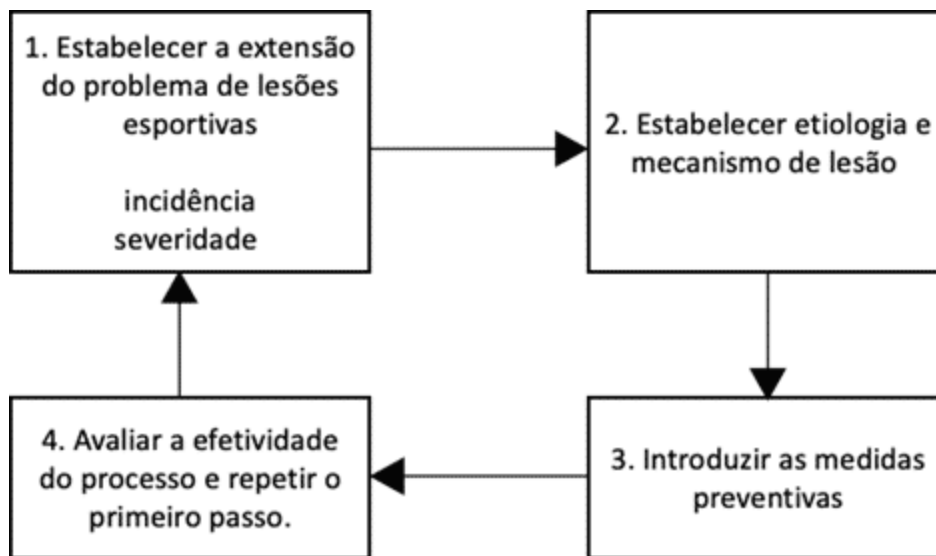 1. Estabelecer a extensão
do problema de lesões
esportivas
incidência
severidade
2. Estabelecer etiologia e
mecanismo de lesão
3. Introduzir as medidas
preventivas
4. Avaliar a efetividade
do processo e repetir o
primeiro passo.